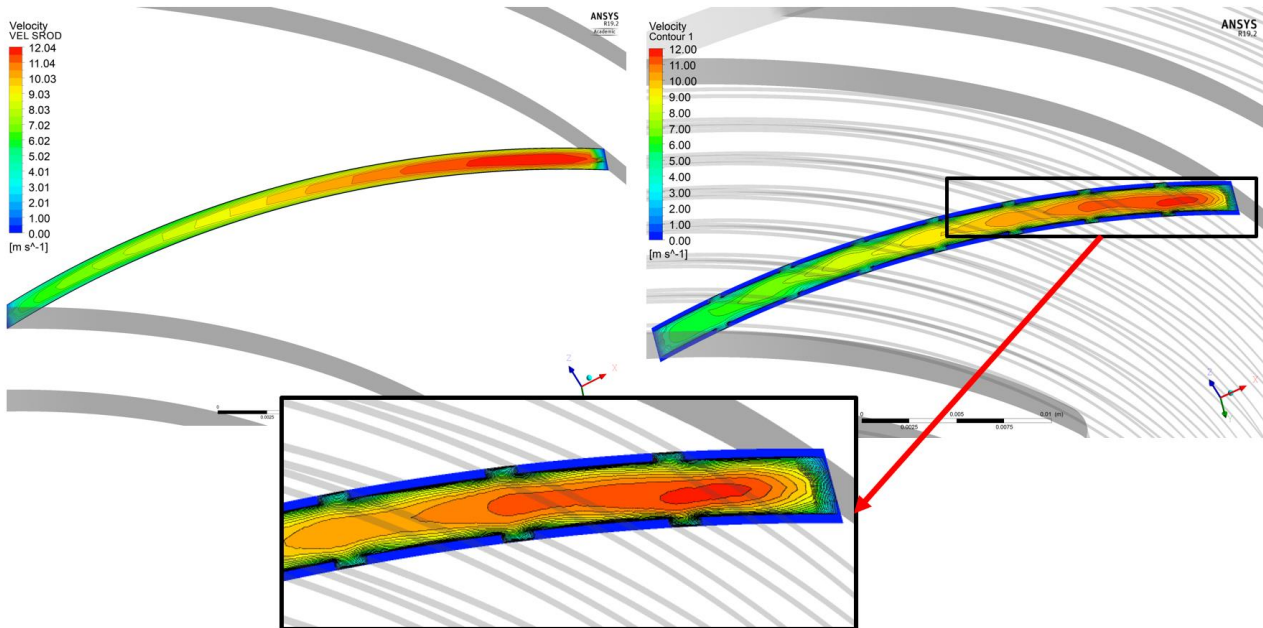 Velocity
VEL SROD
12.04
11.04
10.03
9.03
8.03
7.02
6.02
5.02
4.01
3.01
2.01
1.00
0.00
[m s^-1]
ANSYS
R19.2
Academic
0
0.0025
Z
X
Velocity
Contour 1
12.00
11.00
10.00
9.00
8.00
7.00
6.00
5.00
4.00
3.00
2.00
1.00
0.00
[m s^-1]
ANSYS
R19.2
Z
X
0
0.005
0.01 (m)
0.0025
0.0075